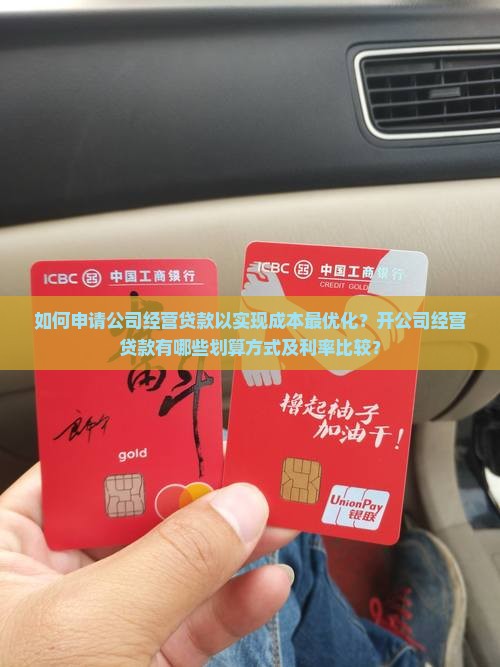 ICBC 中国工商银行
ICBC 中国工商银行
CREDIT GOLD
如何申请公司经营贷款以实现成本最优化？开公司经营
贷款有哪些划算方式及利率比较？
奋斗
撸起袖子
加油干！
gold
UnionPay
银联